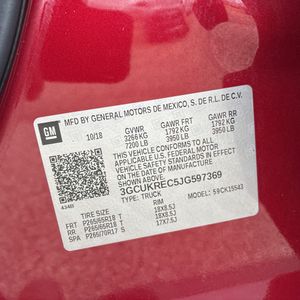 GM
MFD BY GENERAL MOTORS DE MEXICO, S. DE R.L. DE C.V.
10/18 GVWR GAWR FRT GAWR RR
3266 KG 1792 KG 1792 KG
7200 LB 3950 LB 3950 LB
THIS VEHICLE CONFORMS TO ALL APPLICABLE
U.S. FEDERAL MOTOR VEHICLE SAFETY
STANDARDS IN EFFECT ON THE DATE OF
MANUFACTURE SHOWN ABOVE.
3GCUKREC5JG597369
TYPE: TRUCK
TIRE SIZE RIM
FRT P265/65R18 T 18X8.5J
RR P265/65R18 T 18X8.5J
SP P265/70R17 S 17X7.5J